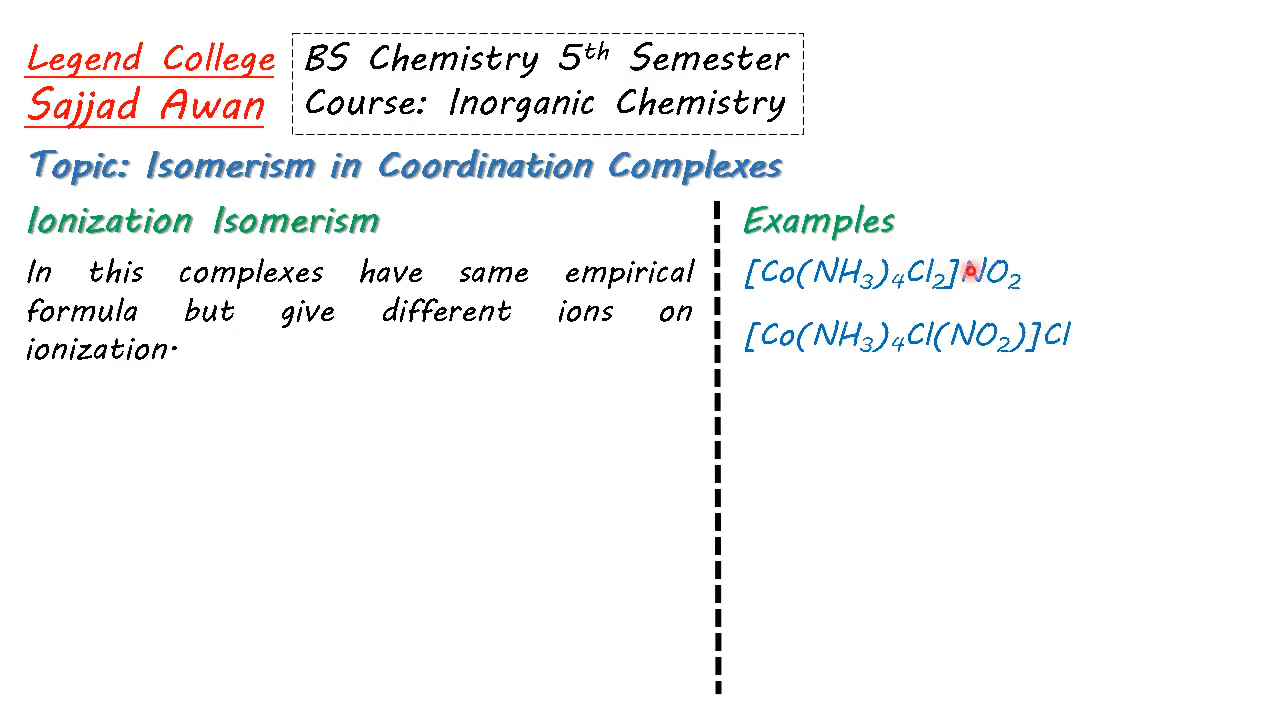 Legend College
Sajjad Awan
BS Chemistry 5th Semester
Course: Inorganic Chemistry
Topic: Isomerism in Coordination Complexes
Ionization Isomerism
In this complexes have same empirical
formula but give different ions on
ionization.
Examples
[Co(NH₃)₄Cl₂]NO₂
[Co(NH₃)₄Cl(NO₂)]Cl